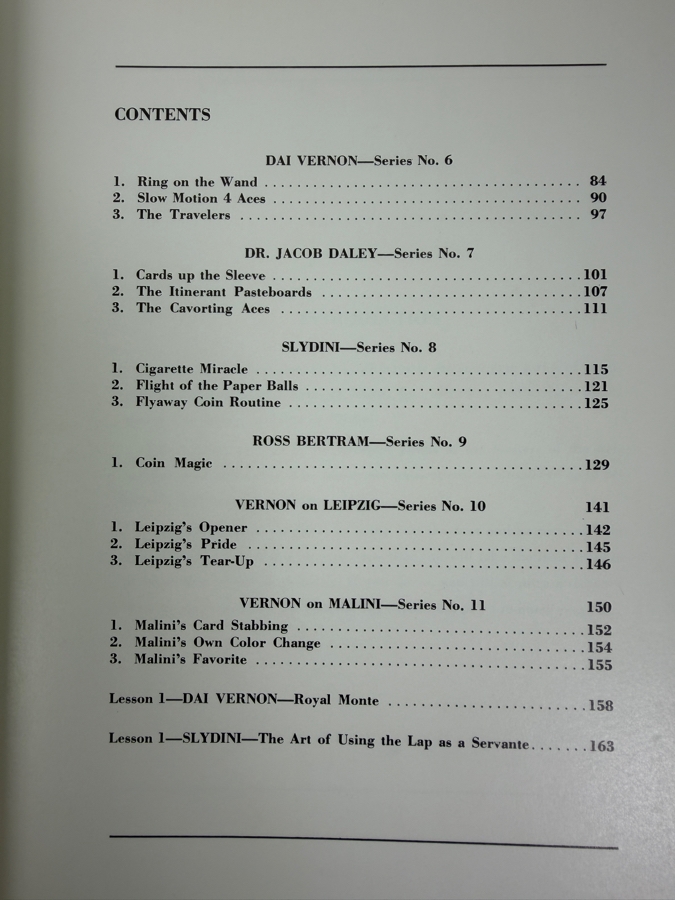 CONTENTS
DAI VERNON—Series No. 6
1. Ring on the Wand ........................................ 84
2. Slow Motion 4 Aces ....................................... 90
3. The Travelers ........................................... 97
DR. JACOB DALEY—Series No. 7
1. Cards up the Sleeve .......................................101
2. The Itinerant Pasteboards .................................107
3. The Cavorting Aces ......................................111
SLYDINI—Series No. 8
1. Cigarette Miracle .........................................115
2. Flight of the Paper Balls ...................................121
3. Flyaway Coin Routine .....................................125
ROSS BERTRAM—Series No. 9
1. Coin Magic .............................................129
VERNON on LEIPZIG—Series No. 10 141
1. Leipzig's Opener .........................................142
2. Leipzig's Pride ..........................................145
3. Leipzig's Tear-Up ........................................146
VERNON on MALINI—Series No. 11 150
1. Malini's Card Stabbing ....................................152
2. Malini's Own Color Change ................................154
3. Malini's Favorite .........................................155
Lesson 1—DAI VERNON—Royal Monte .........................158
Lesson 1—SLYDINI—The Art of Using the Lap as a Servante.......163